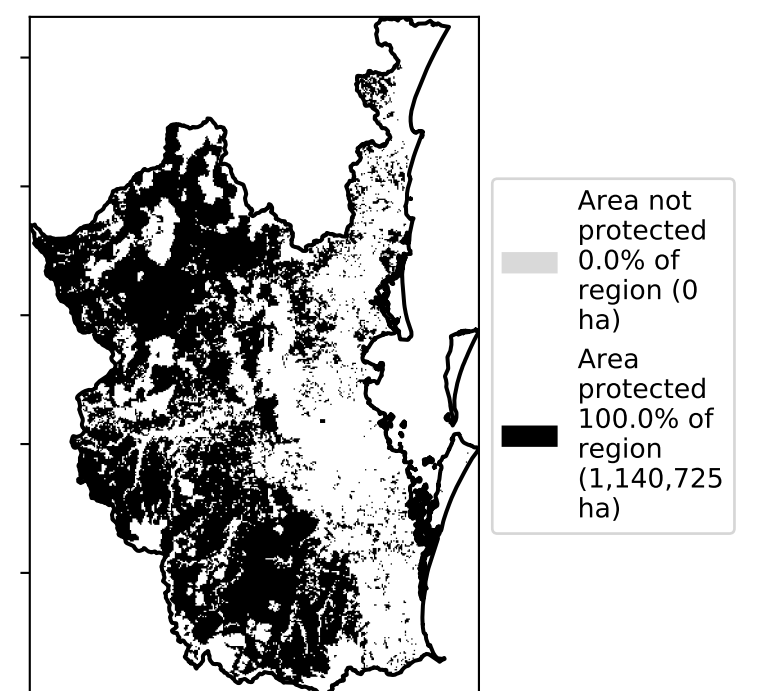 Area not
protected
0.0% of
region (0
ha)
Area
protected
100.0% of
region
(1,140,725
ha)